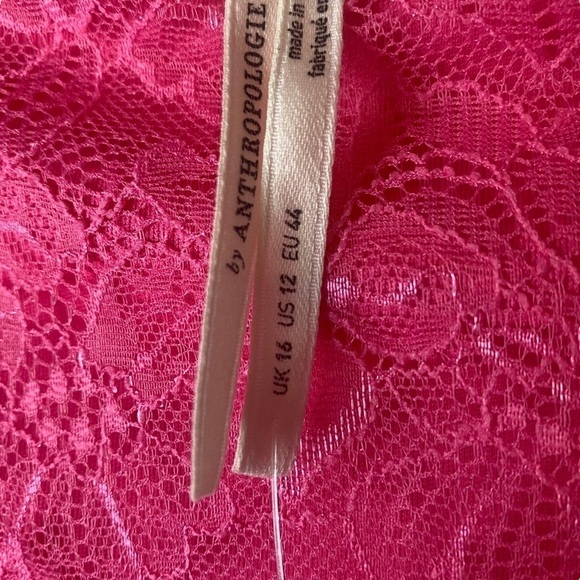 by ANTHROPOLOGIE
UK 16 US 12 EU 44
made in
fabriqué en